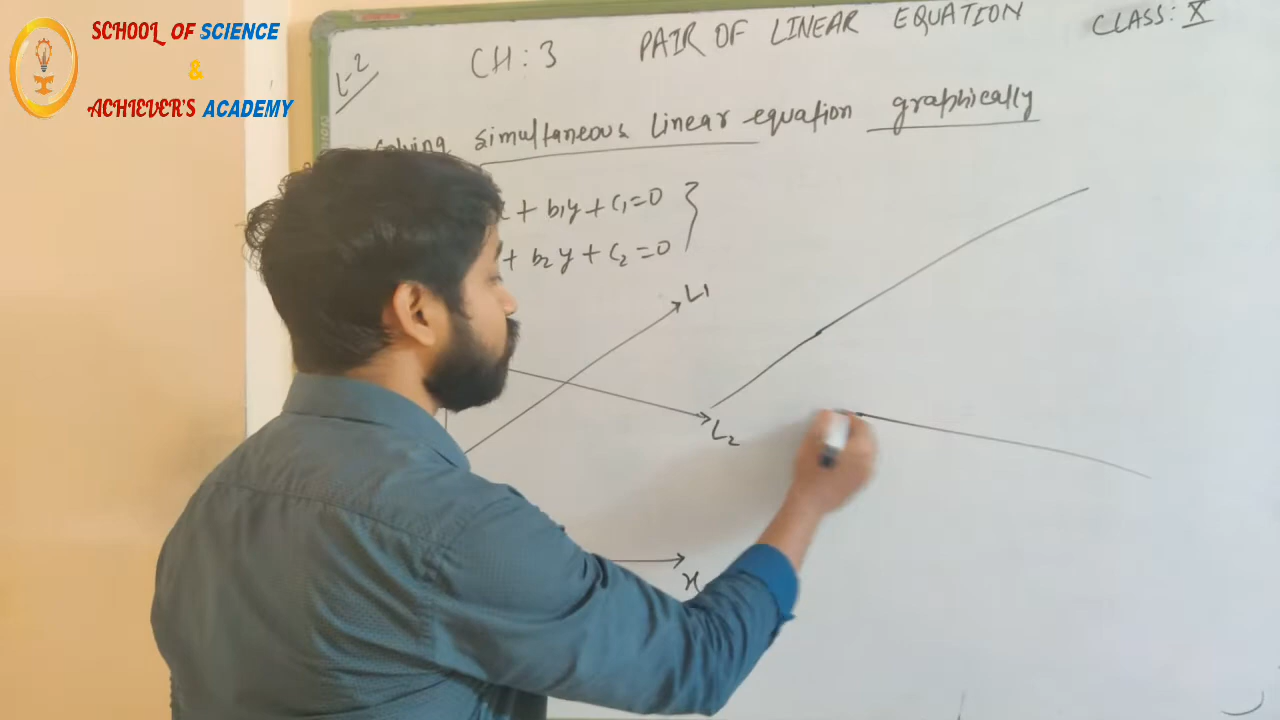 SCHOOL OF SCIENCE
&
ACHIEVER'S ACADEMY
L-2
CH : 3 PAIR OF LINEAR EQUATION CLASS: X
Solving simultaneous linear equation graphically
+ b₁y + c₁=0
+ b₂y + c₂=0
L₁
L₂
x